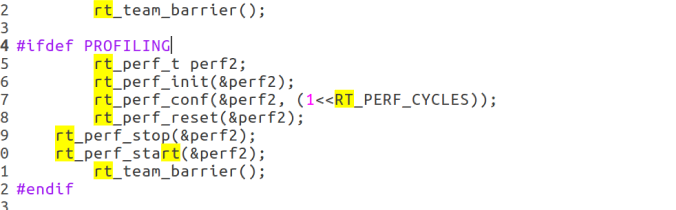 2         rt_team_barrier();
3
4 #ifdef PROFILING
5         rt_perf_t perf2;
6         rt_perf_init(&perf2);
7         rt_perf_conf(&perf2, (1<<RT_PERF_CYCLES));
8         rt_perf_reset(&perf2);
9     rt_perf_stop(&perf2);
0     rt_perf_start(&perf2);
1         rt_team_barrier();
2 #endif
3